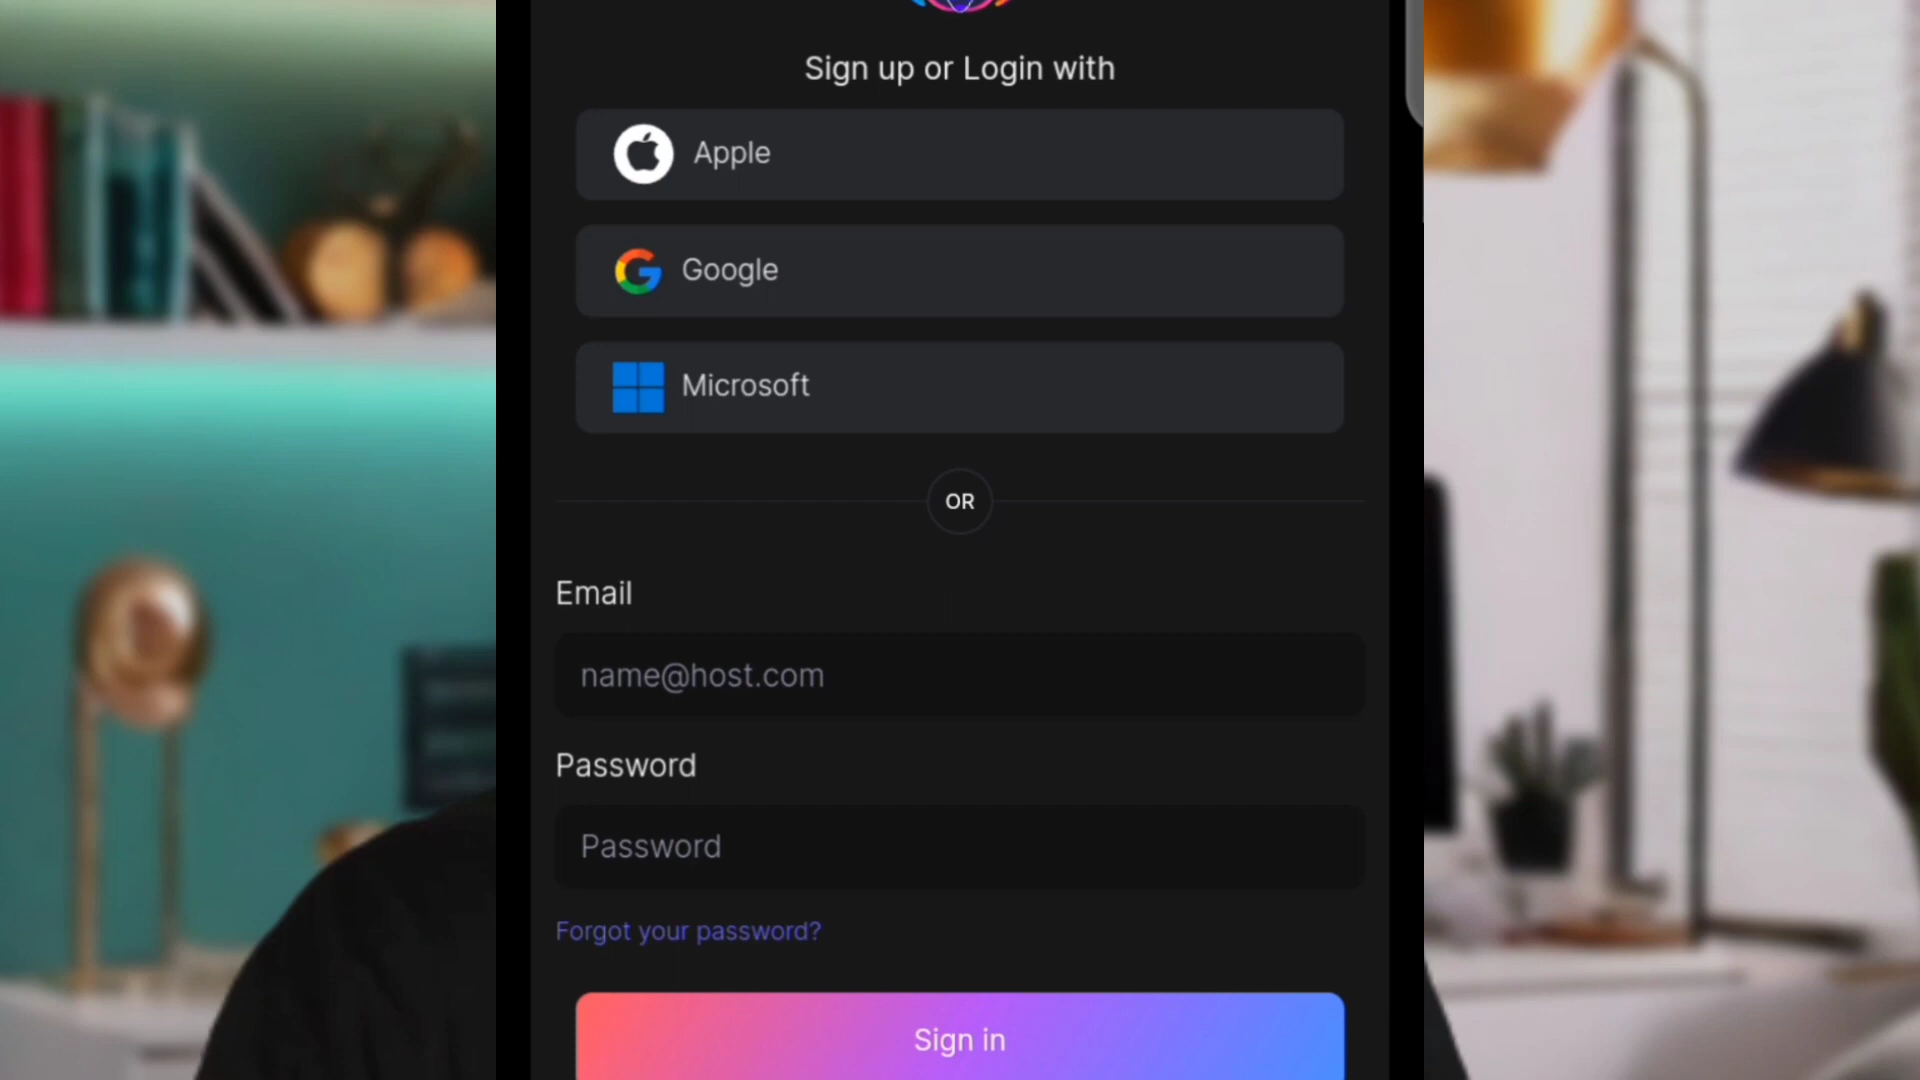 Sign up or Login with
Apple
Google
Microsoft
OR
Email
name@host.com
Password
Password
Forgot your password?
Sign in